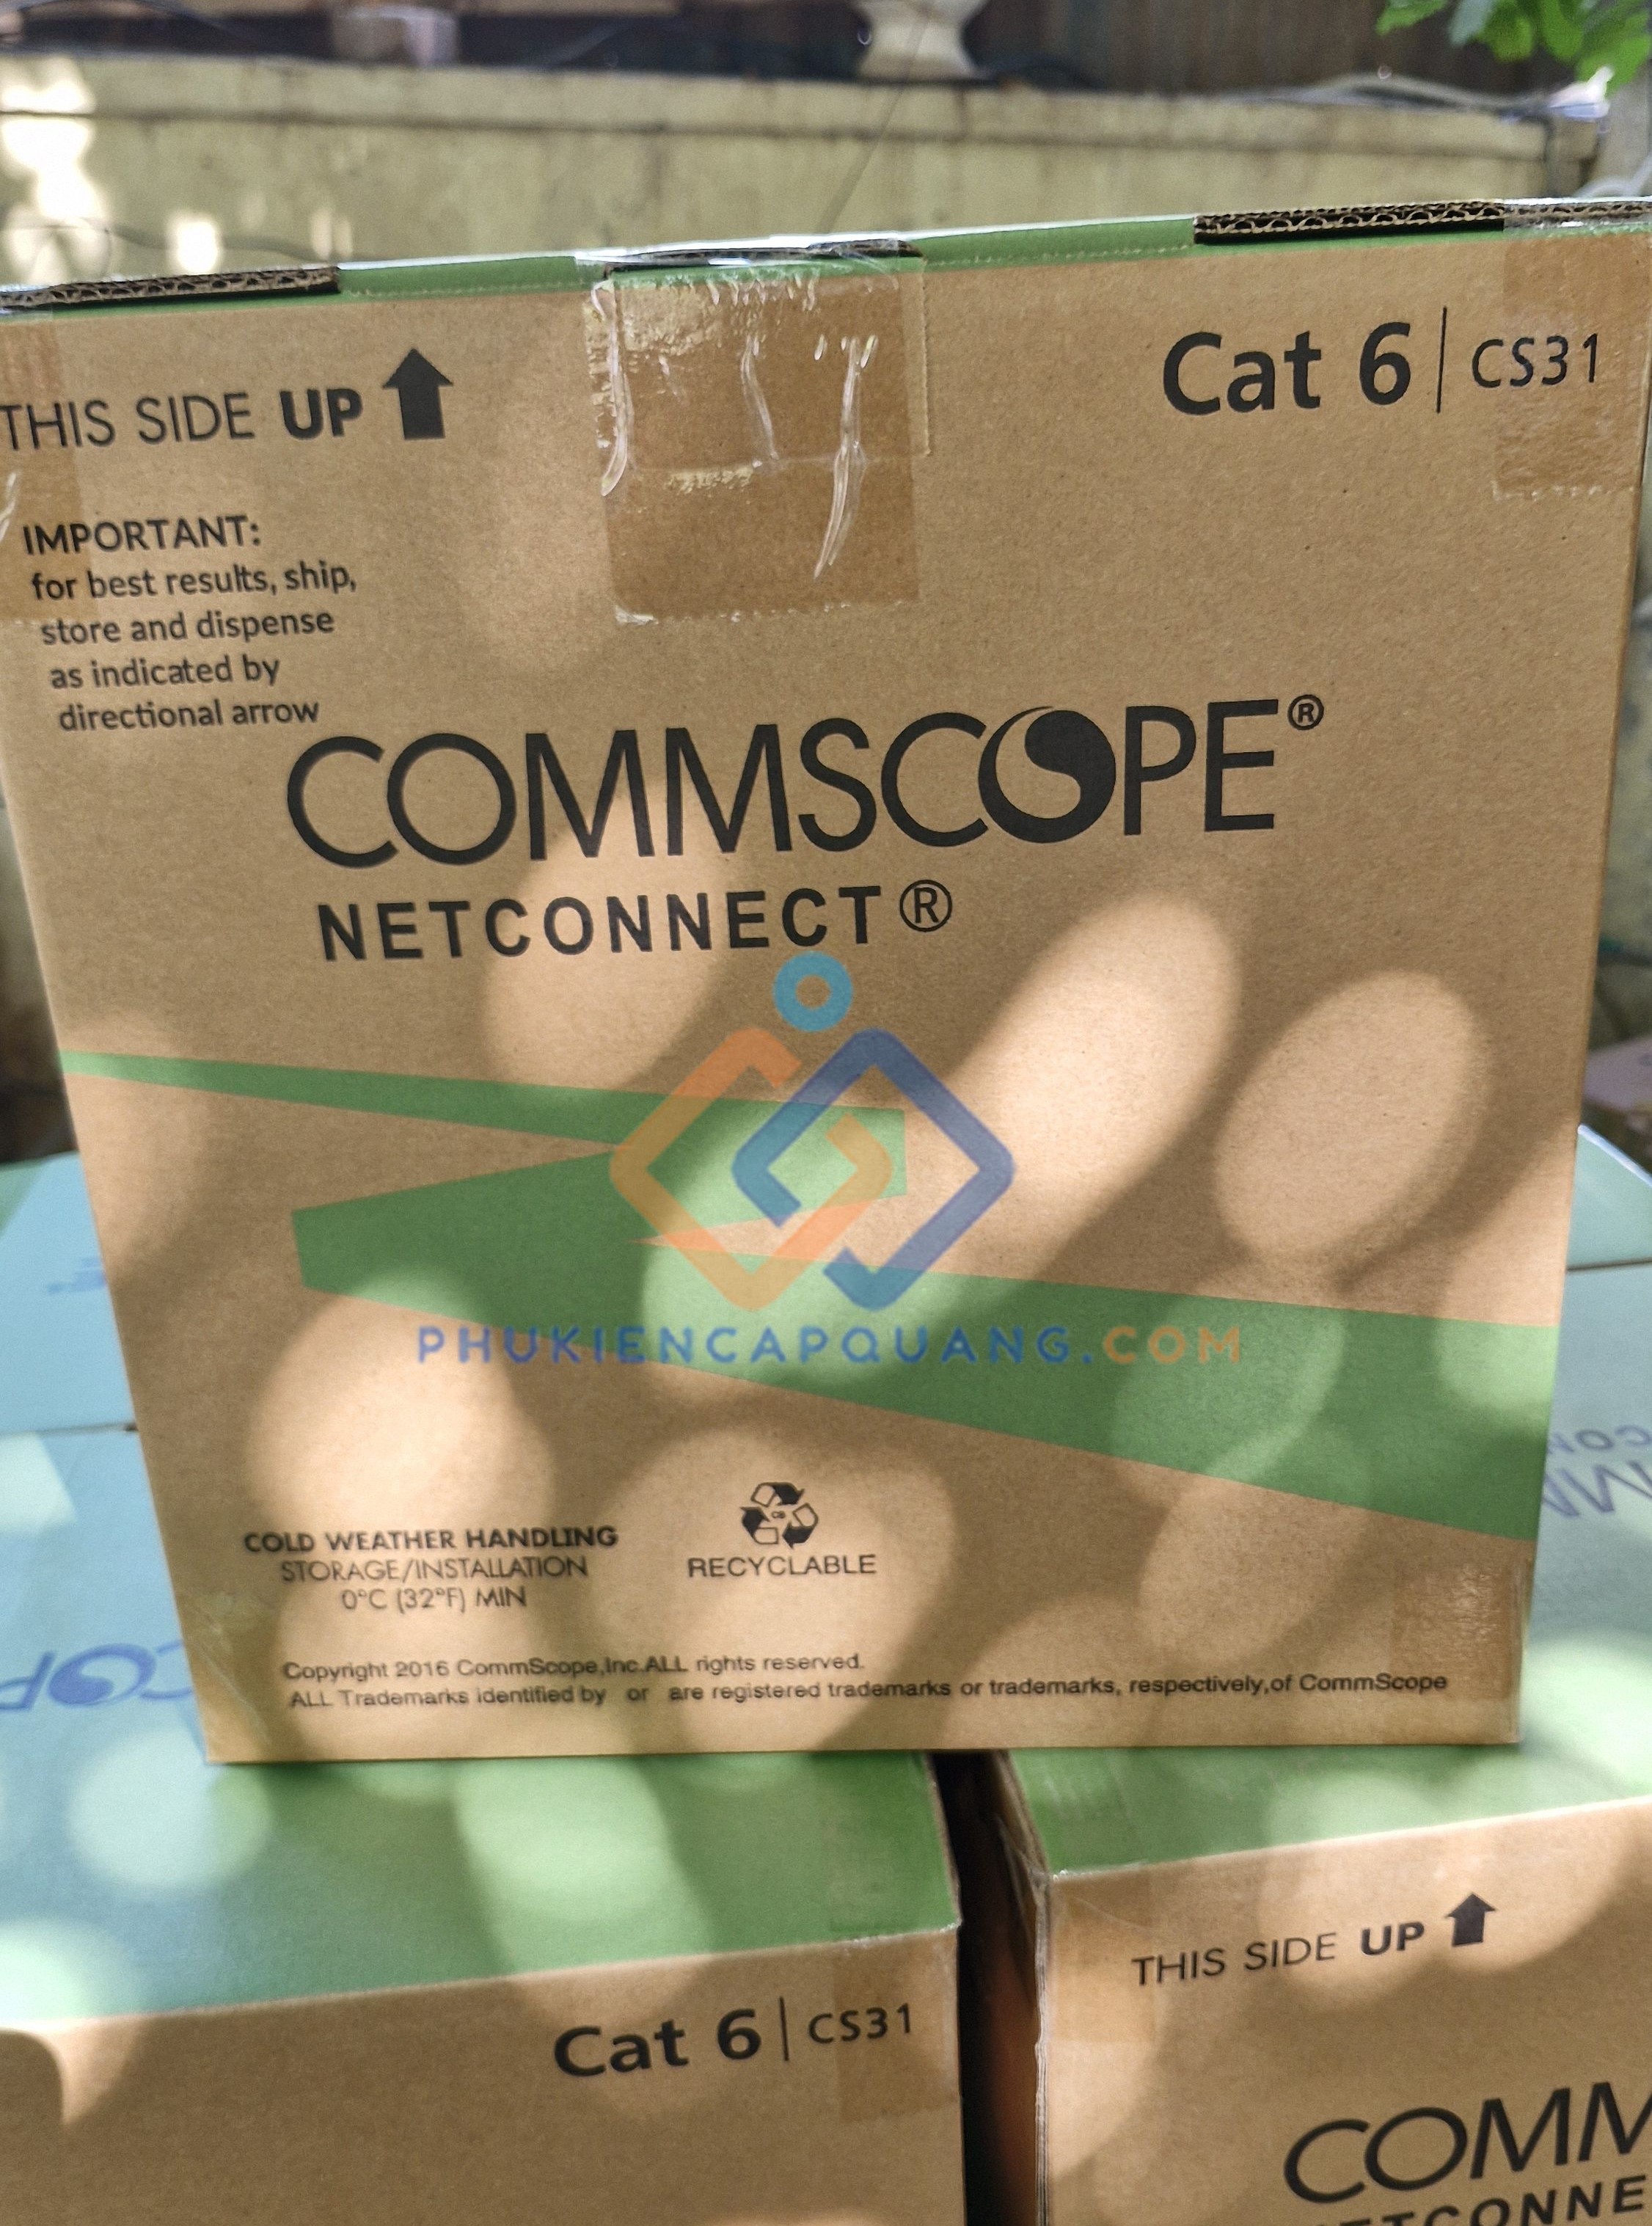 THIS SIDE UP
Cat 6 | CS31
IMPORTANT:
for best results, ship,
store and dispense
as indicated by
directional arrow
COMMSCOPE®
NETCONNECT®
PHUKIENCAPQUANG.COM
COLD WEATHER HANDLING
STORAGE/INSTALLATION
0°C (32°F) MIN
RECYCLABLE
Copyright 2016 CommScope,Inc.ALL rights reserved.
ALL Trademarks identified by or are registered trademarks or trademarks, respectively,of CommScope
Cat 6 | CS31
THIS SIDE UP
COMM